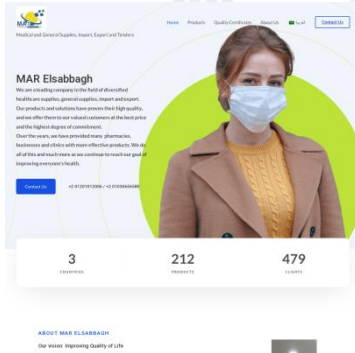 MAR
Medical and General Supplies, Import, Export and Tenders
Home Products Quality Certificates About Us العربية Contact Us
MAR Elsabbagh
We are a leading company in the field of diversified
healthcare supplies, general supplies, import and export.
Our products and solutions have proven their high quality,
and we offer them to our valued customers at the best price
and the highest degree of commitment.
Over the years, we have provided many pharmacies,
businesses and clinics with more effective products. We do
all of this and much more as we continue to reach our goal of
improving everyone's health.
Contact Us
3 212 479
COUNTRIES PRODUCTS CLIENTS
ABOUT MAR ELSABBAGH
Our vision: Improving Quality of Life